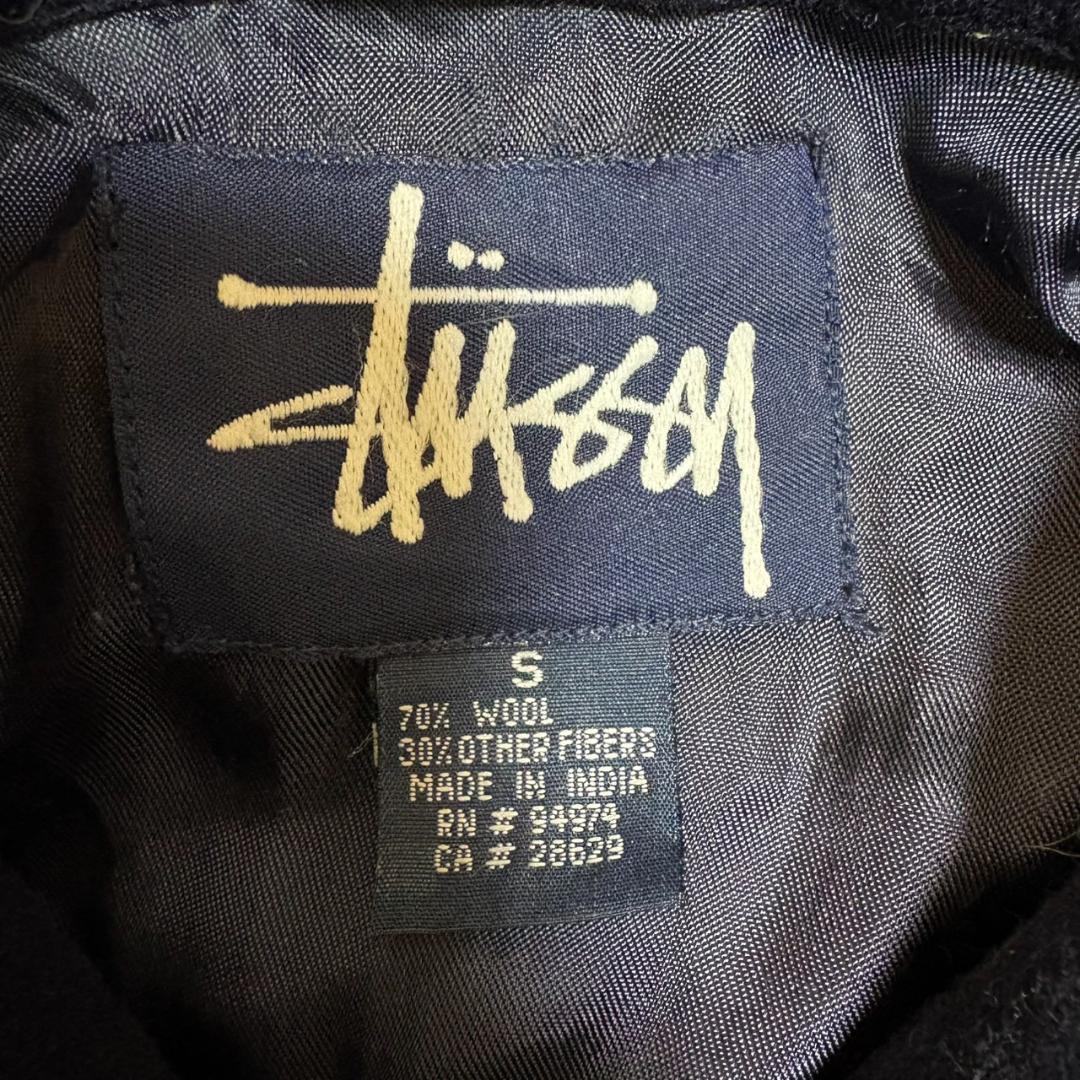 Stüssy
S
70% WOOL
30% OTHER FIBERS
MADE IN INDIA
RN # 94974
CA # 28629